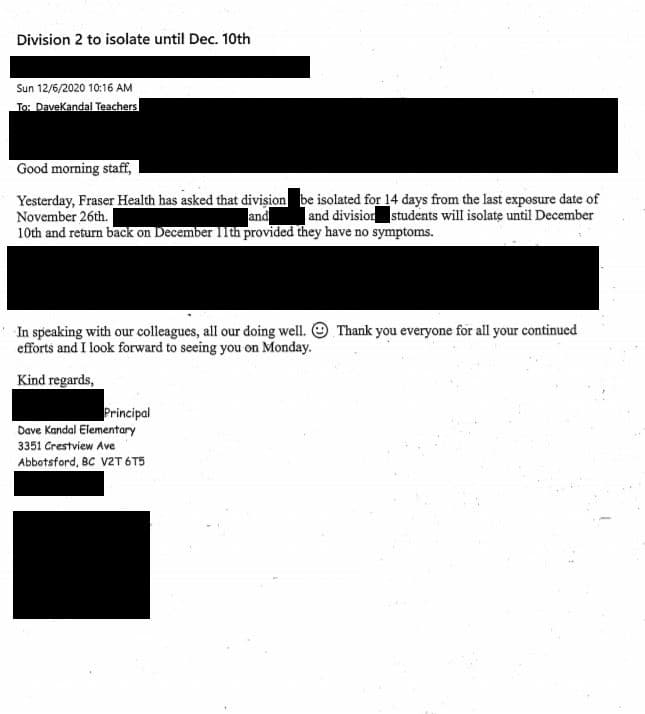 Division 2 to isolate until Dec. 10th
Sun 12/6/2020 10:16 AM
To: DaveKandal Teachers
Good morning staff,
Yesterday, Fraser Health has asked that division be isolated for 14 days from the last exposure date of
November 26th. and and division students will isolate until December
10th and return back on December 11th provided they have no symptoms.
In speaking with our colleagues, all our doing well. ☺ Thank you everyone for all your continued
efforts and I look forward to seeing you on Monday.
Kind regards,
Principal
Dave Kandal Elementary
3351 Crestview Ave
Abbotsford, BC V2T 6T5